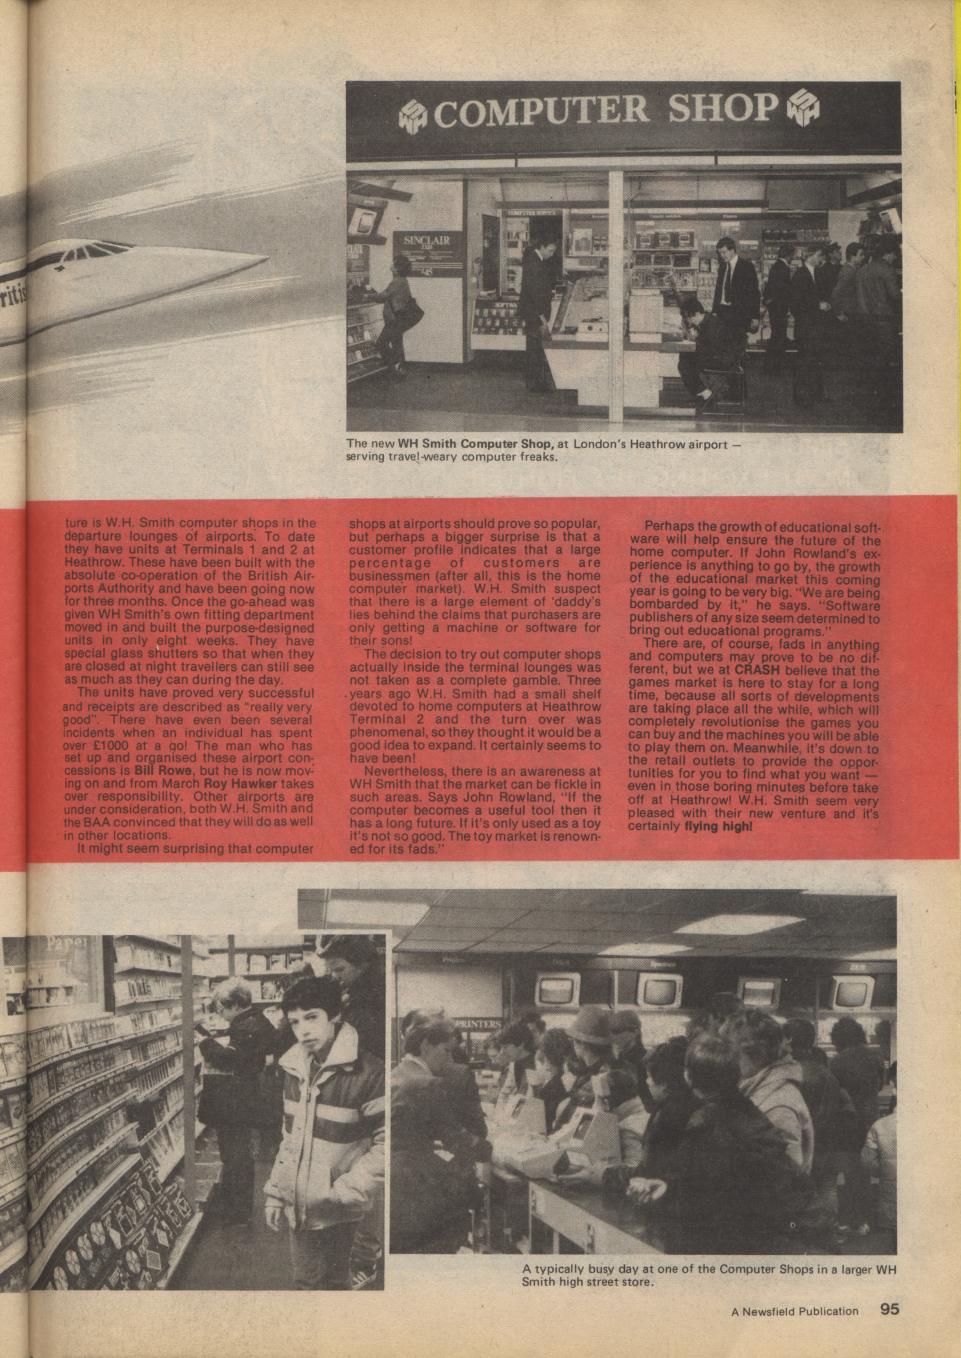 COMPUTER SHOP
COMPUTER SERVICE
SINCLAIR
SOFTWARE
The new WH Smith Computer Shop, at London's Heathrow airport —
serving travel-weary computer freaks.
ritis
ture is W.H. Smith computer shops in the
departure lounges of airports. To date
they have units at Terminals 1 and 2 at
Heathrow. These have been built with the
absolute co-operation of the British Air-
ports Authority and have been going now
for three months. Once the go-ahead was
given WH Smith's own fitting department
moved in and built the purpose-designed
units in only eight weeks. They have
special glass shutters so that when they
are closed at night travellers can still see
as much as they can during the day.
The units have proved very successful
and receipts are described as "really very
good". There have even been several
incidents when an individual has spent
over £1000 at a go! The man who has
set up and organised these airport con-
cessions is Bill Rowe, but he is now mov-
ing on and from March Roy Hawker takes
over responsibility. Other airports are
under consideration, both W.H. Smith and
the BAA convinced that they will do as well
in other locations.
It might seem surprising that computer
shops at airports should prove so popular,
but perhaps a bigger surprise is that a
customer profile indicates that a large
percentage of customers are
businessmen (after all, this is the home
computer market). W.H. Smith suspect
that there is a large element of 'daddy's
lies behind the claims that purchasers are
only getting a machine or software for
their sons!
The decision to try out computer shops
actually inside the terminal lounges was
not taken as a complete gamble. Three
years ago W.H. Smith had a small shelf
devoted to home computers at Heathrow
Terminal 2 and the turn over was
phenomenal, so they thought it would be a
good idea to expand. It certainly seems to
have been!
Nevertheless, there is an awareness at
WH Smith that the market can be fickle in
such areas. Says John Rowland, "If the
computer becomes a useful tool then it
has a long future. If it's only used as a toy
it's not so good. The toy market is renown-
ed for its fads."
Perhaps the growth of educational soft-
ware will help ensure the future of the
home computer. If John Rowland's ex-
perience is anything to go by, the growth
of the educational market this coming
year is going to be very big. "We are being
bombarded by it," he says. "Software
publishers of any size seem determined to
bring out educational programs."
There are, of course, fads in anything
and computers may prove to be no dif-
ferent, but we at CRASH believe that the
games market is here to stay for a long
time, because all sorts of developments
are taking place all the while, which will
completely revolutionise the games you
can buy and the machines you will be able
to play them on. Meanwhile, it's down to
the retail outlets to provide the oppor-
tunities for you to find what you want —
even in those boring minutes before take
off at Heathrow! W.H. Smith seem very
pleased with their new venture and it's
certainly flying high!
Paper
PRINTERS
A typically busy day at one of the Computer Shops in a larger WH
Smith high street store.
A Newsfield Publication 95